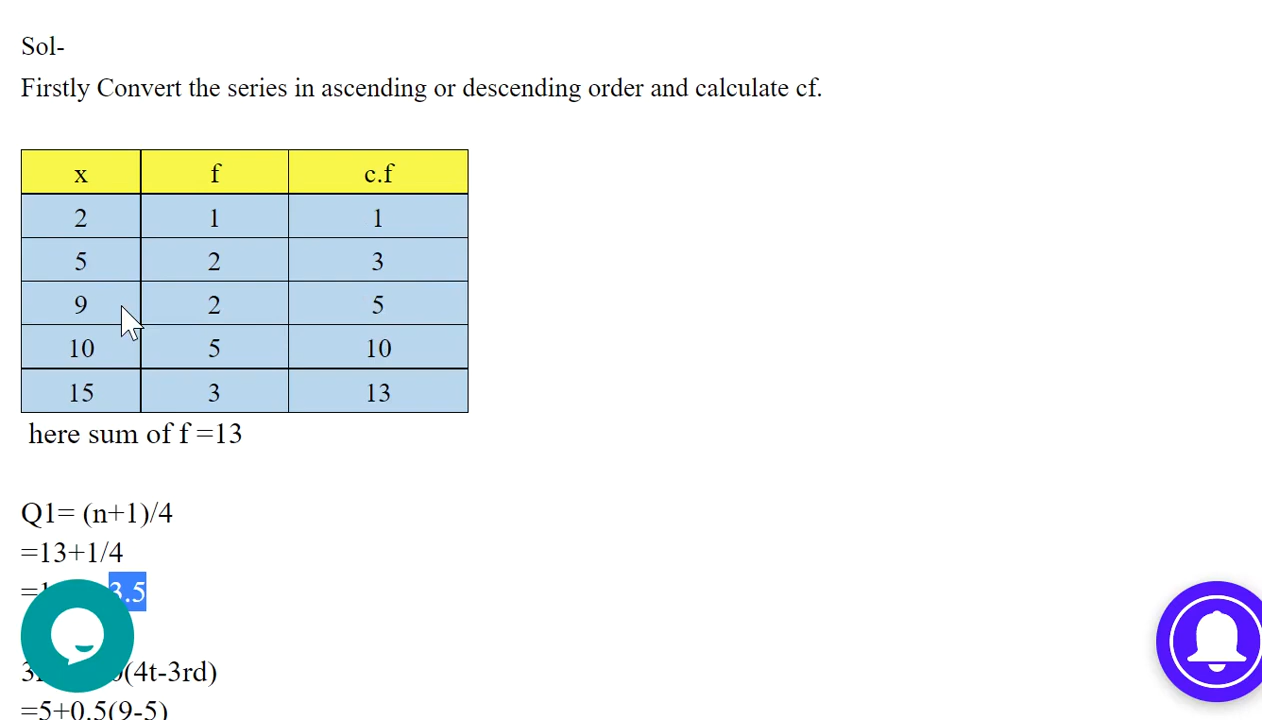 Sol-
Firstly Convert the series in ascending or descending order and calculate cf.
x f c.f
2 1 1
5 2 3
9 2 5
10 5 10
15 3 13
here sum of f =13
Q1= (n+1)/4
=13+1/4
3.5
(4t-3rd)
=5+0.5(9-5)